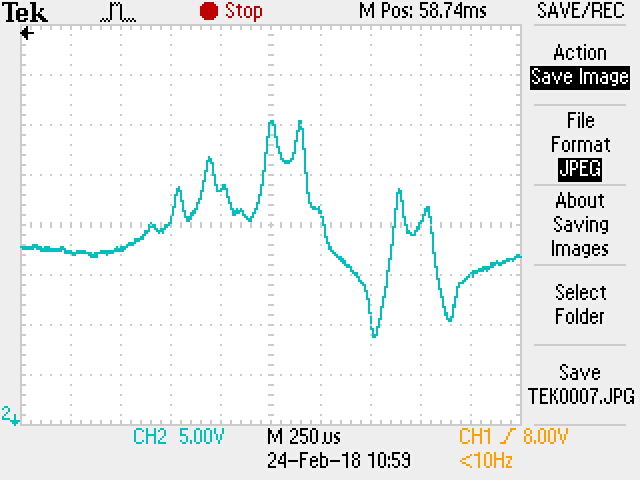 Tek Stop M Pos: 58.74ms SAVE/REC
Action
Save Image
File
Format
JPEG
About
Saving
Images
Select
Folder
Save
TEK0007.JPG
2
CH2 5.00V M 250µs CH1 8.00V
24-Feb-18 10:59 <10Hz